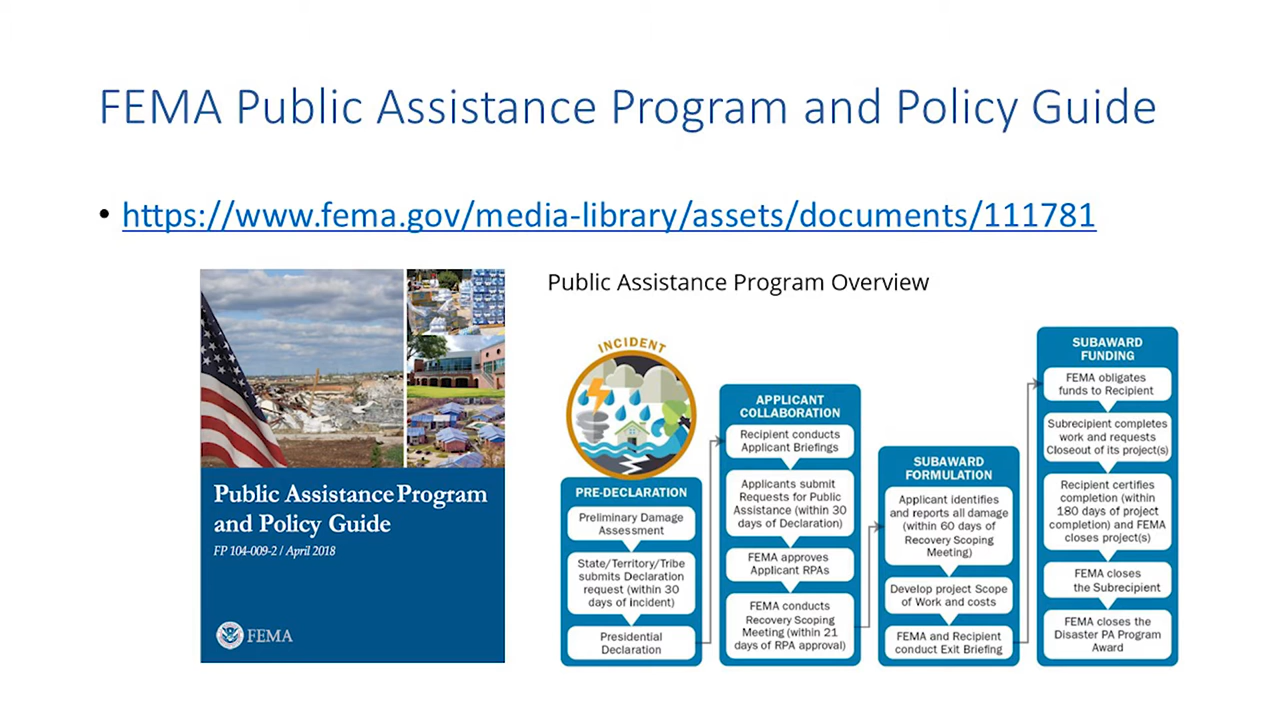 FEMA Public Assistance Program and Policy Guide
• https://www.fema.gov/media-library/assets/documents/111781
Public Assistance Program
and Policy Guide
FP 104-009-2 / April 2018
FEMA
Public Assistance Program Overview
INCIDENT
PRE-DECLARATION
Preliminary Damage
Assessment
State/Territory/Tribe
submits Declaration
request (within 30
days of incident)
Presidential
Declaration
APPLICANT
COLLABORATION
Recipient conducts
Applicant Briefings
Applicants submit
Requests for Public
Assistance (within 30
days of Declaration)
FEMA approves
Applicant RPAs
FEMA conducts
Recovery Scoping
Meeting (within 21
days of RPA approval)
SUBAWARD
FORMULATION
Applicant identifies
and reports all damage
(within 60 days of
Recovery Scoping
Meeting)
Develop project Scope
of Work and costs
FEMA and Recipient
conduct Exit Briefing
SUBAWARD
FUNDING
FEMA obligates
funds to Recipient
Subrecipient completes
work and requests
Closeout of its project(s)
Recipient certifies
completion (within
180 days of project
completion) and FEMA
closes project(s)
FEMA closes
the Subrecipient
FEMA closes the
Disaster PA Program
Award